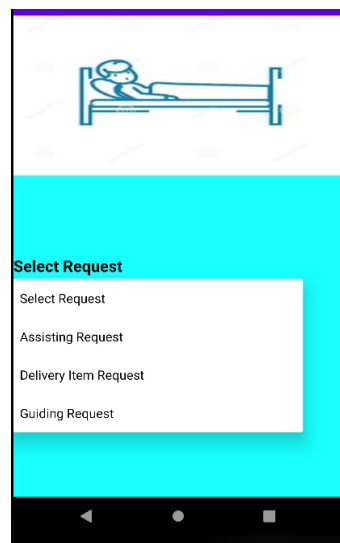 Select Request
Select Request
Assisting Request
Delivery Item Request
Guiding Request